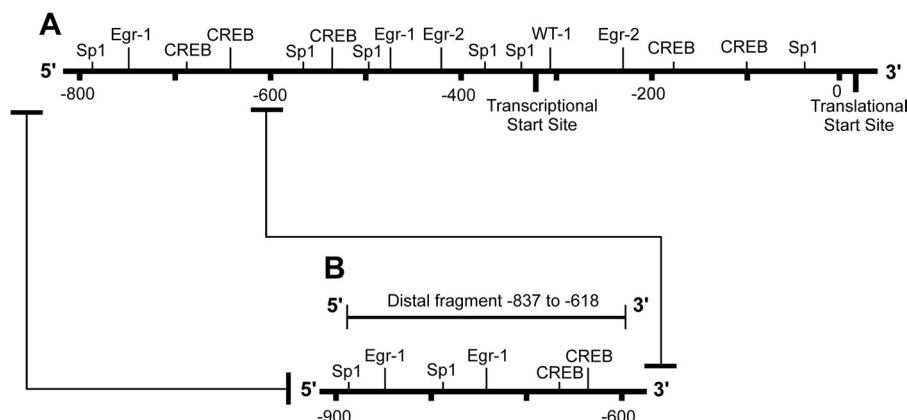 A
Sp1 Egr-1 CREB CREB Sp1 CREB Sp1 Egr-1 Egr-2 Sp1 Sp1 WT-1 Egr-2 CREB CREB Sp1
5' 3'
-800 -600 -400 -200 0
Transcriptional Translational
Start Site Start Site
B
5' Distal fragment -837 to -618 3'
Sp1 Egr-1 Sp1 Egr-1 CREB CREB
5' 3'
-900 -600